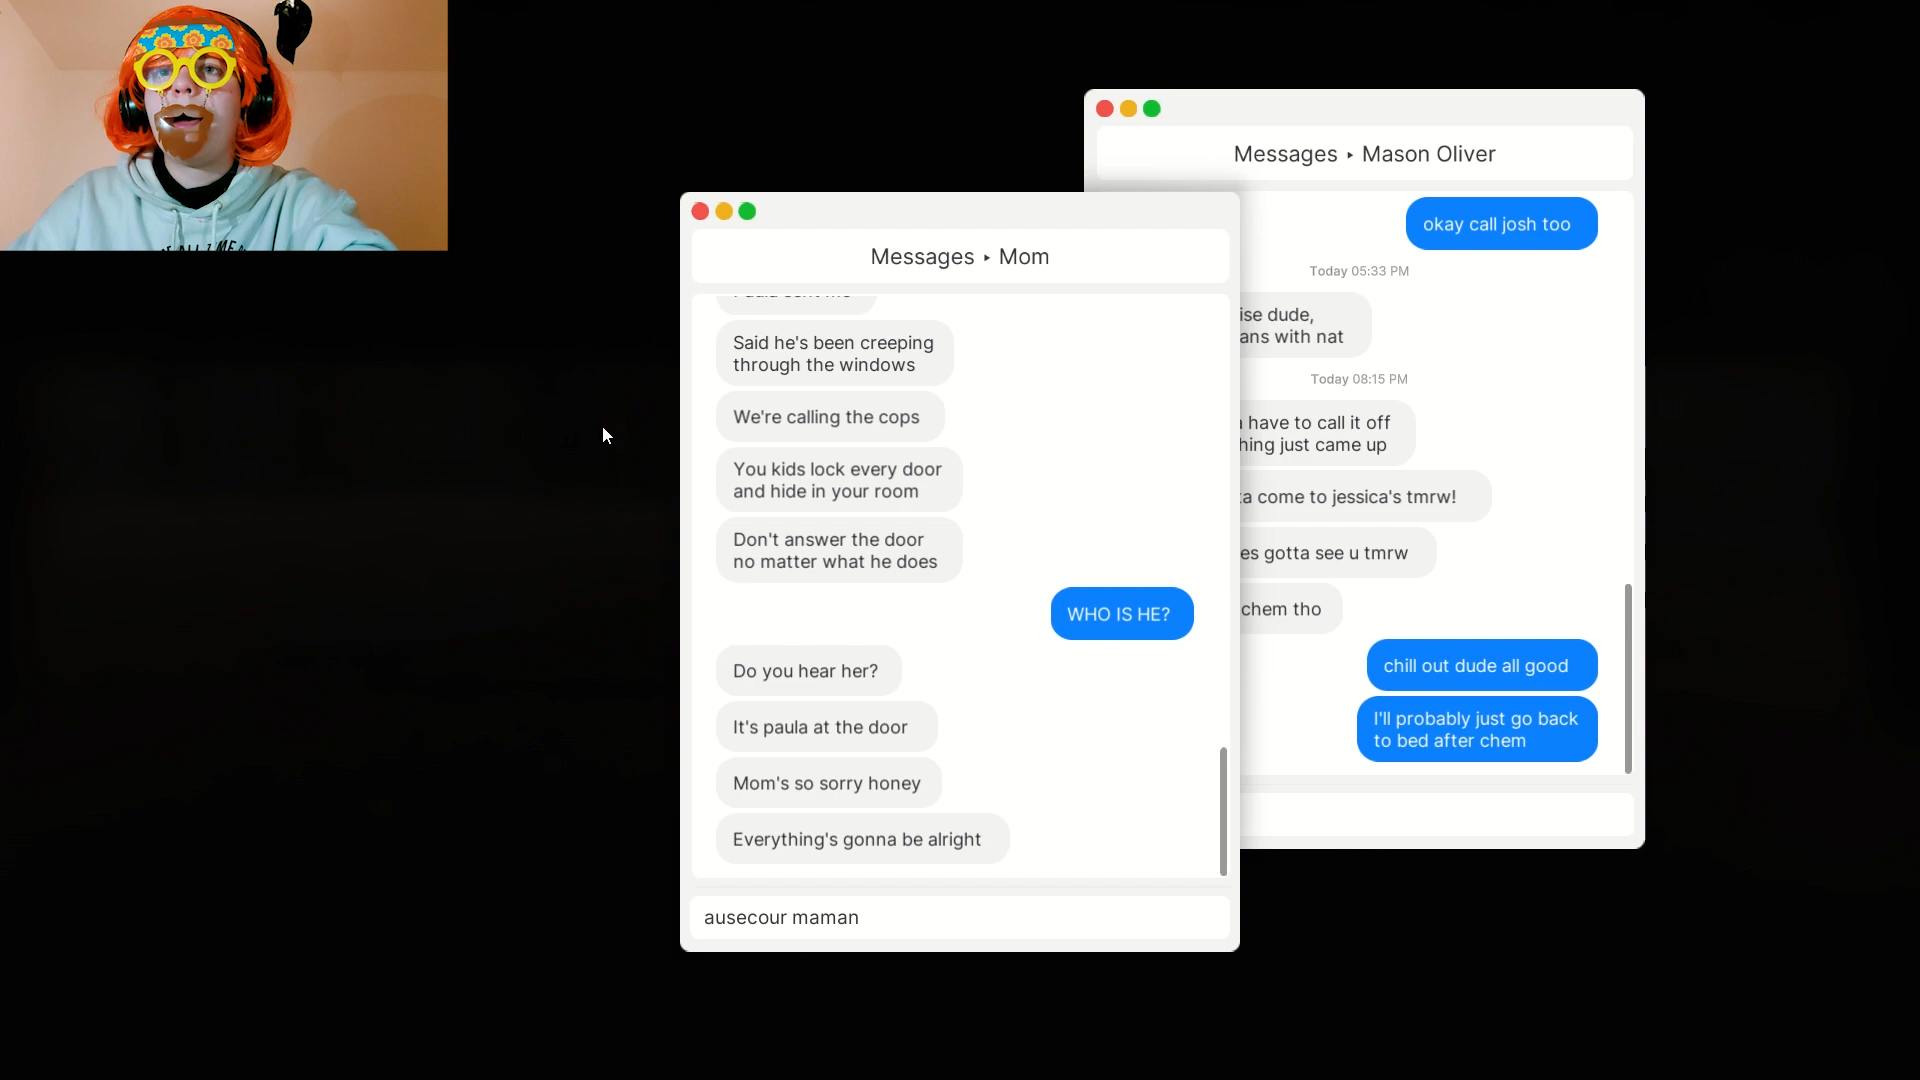 Messages ‣ Mason Oliver
okay call josh too
Today 05:33 PM
ise dude,
ans with nat
Today 08:15 PM
have to call it off
hing just came up
ta come to jessica's tmrw!
es gotta see u tmrw
chem tho
chill out dude all good
I'll probably just go back
to bed after chem
Messages ‣ Mom
Said he's been creeping
through the windows
We're calling the cops
You kids lock every door
and hide in your room
Don't answer the door
no matter what he does
WHO IS HE?
Do you hear her?
It's paula at the door
Mom's so sorry honey
Everything's gonna be alright
ausecour maman